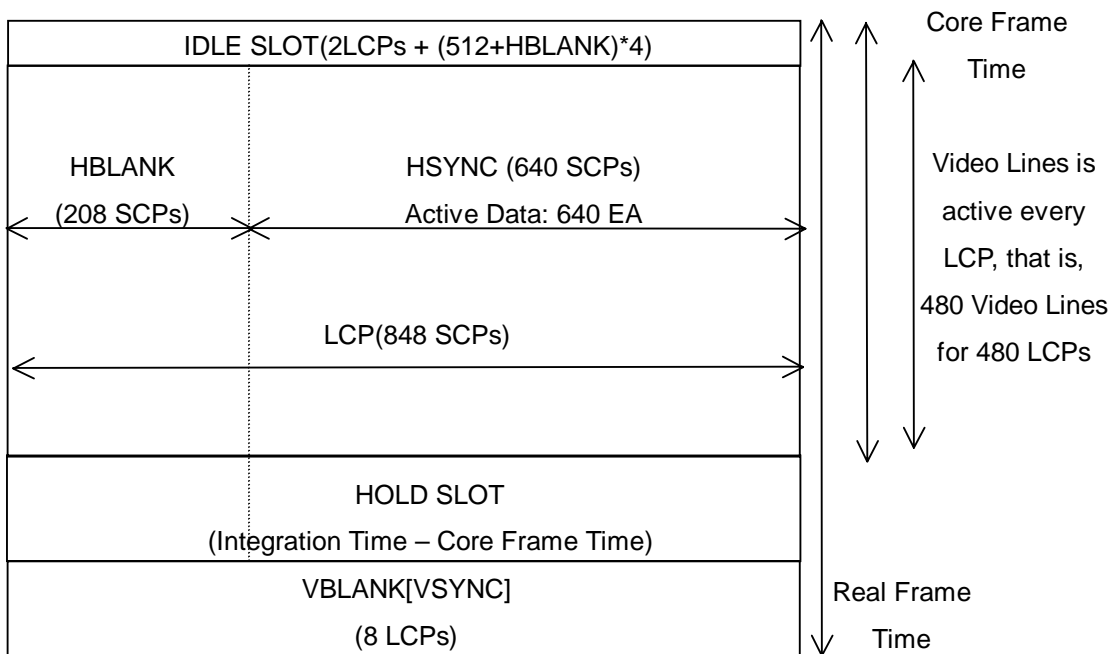 IDLE SLOT(2LCPs + (512+HBLANK)*4)
Core Frame
Time
HBLANK
(208 SCPs)
HSYNC (640 SCPs)
Active Data: 640 EA
Video Lines is
active every
LCP, that is,
480 Video Lines
for 480 LCPs
LCP(848 SCPs)
HOLD SLOT
(Integration Time – Core Frame Time)
VBLANK[VSYNC]
(8 LCPs)
Real Frame
Time